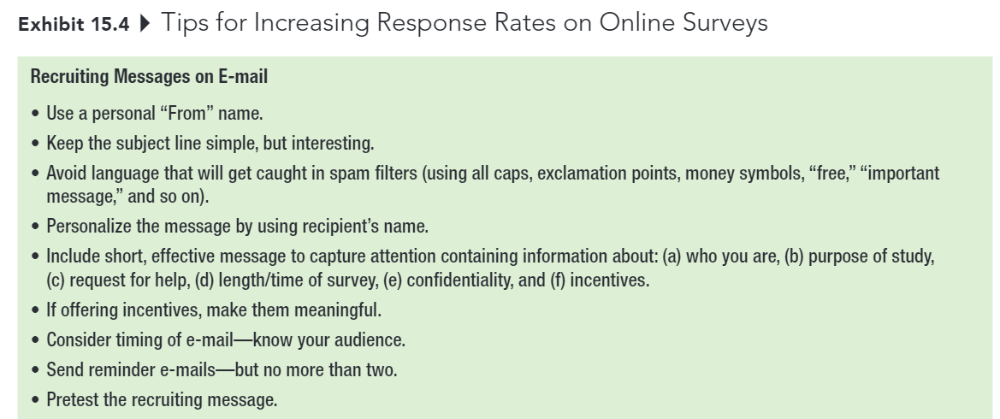 Exhibit 15.4 ▶ Tips for Increasing Response Rates on Online Surveys
Recruiting Messages on E-mail
• Use a personal “From” name.
• Keep the subject line simple, but interesting.
• Avoid language that will get caught in spam filters (using all caps, exclamation points, money symbols, “free,” “important
message,” and so on).
• Personalize the message by using recipient’s name.
• Include short, effective message to capture attention containing information about: (a) who you are, (b) purpose of study,
(c) request for help, (d) length/time of survey, (e) confidentiality, and (f) incentives.
• If offering incentives, make them meaningful.
• Consider timing of e-mail—know your audience.
• Send reminder e-mails—but no more than two.
• Pretest the recruiting message.